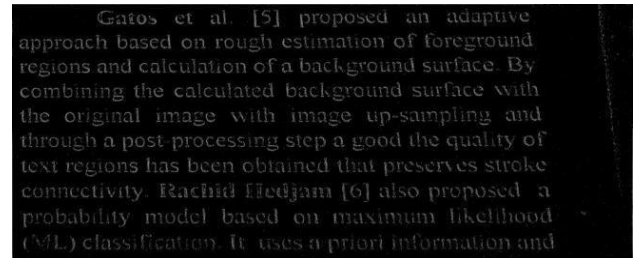 Gatos et al. [5] proposed an adaptive
approach based on rough estimation of foreground
regions and calculation of a background surface. By
combining the calculated background surface with
the original image with image up-sampling and
through a post-processing step a good the quality of
text regions has been obtained that preserves stroke
connectivity. Rachid Hedjam [6] also proposed a
probability model based on maximum likelihood
(ML) classification. It uses a priori information and